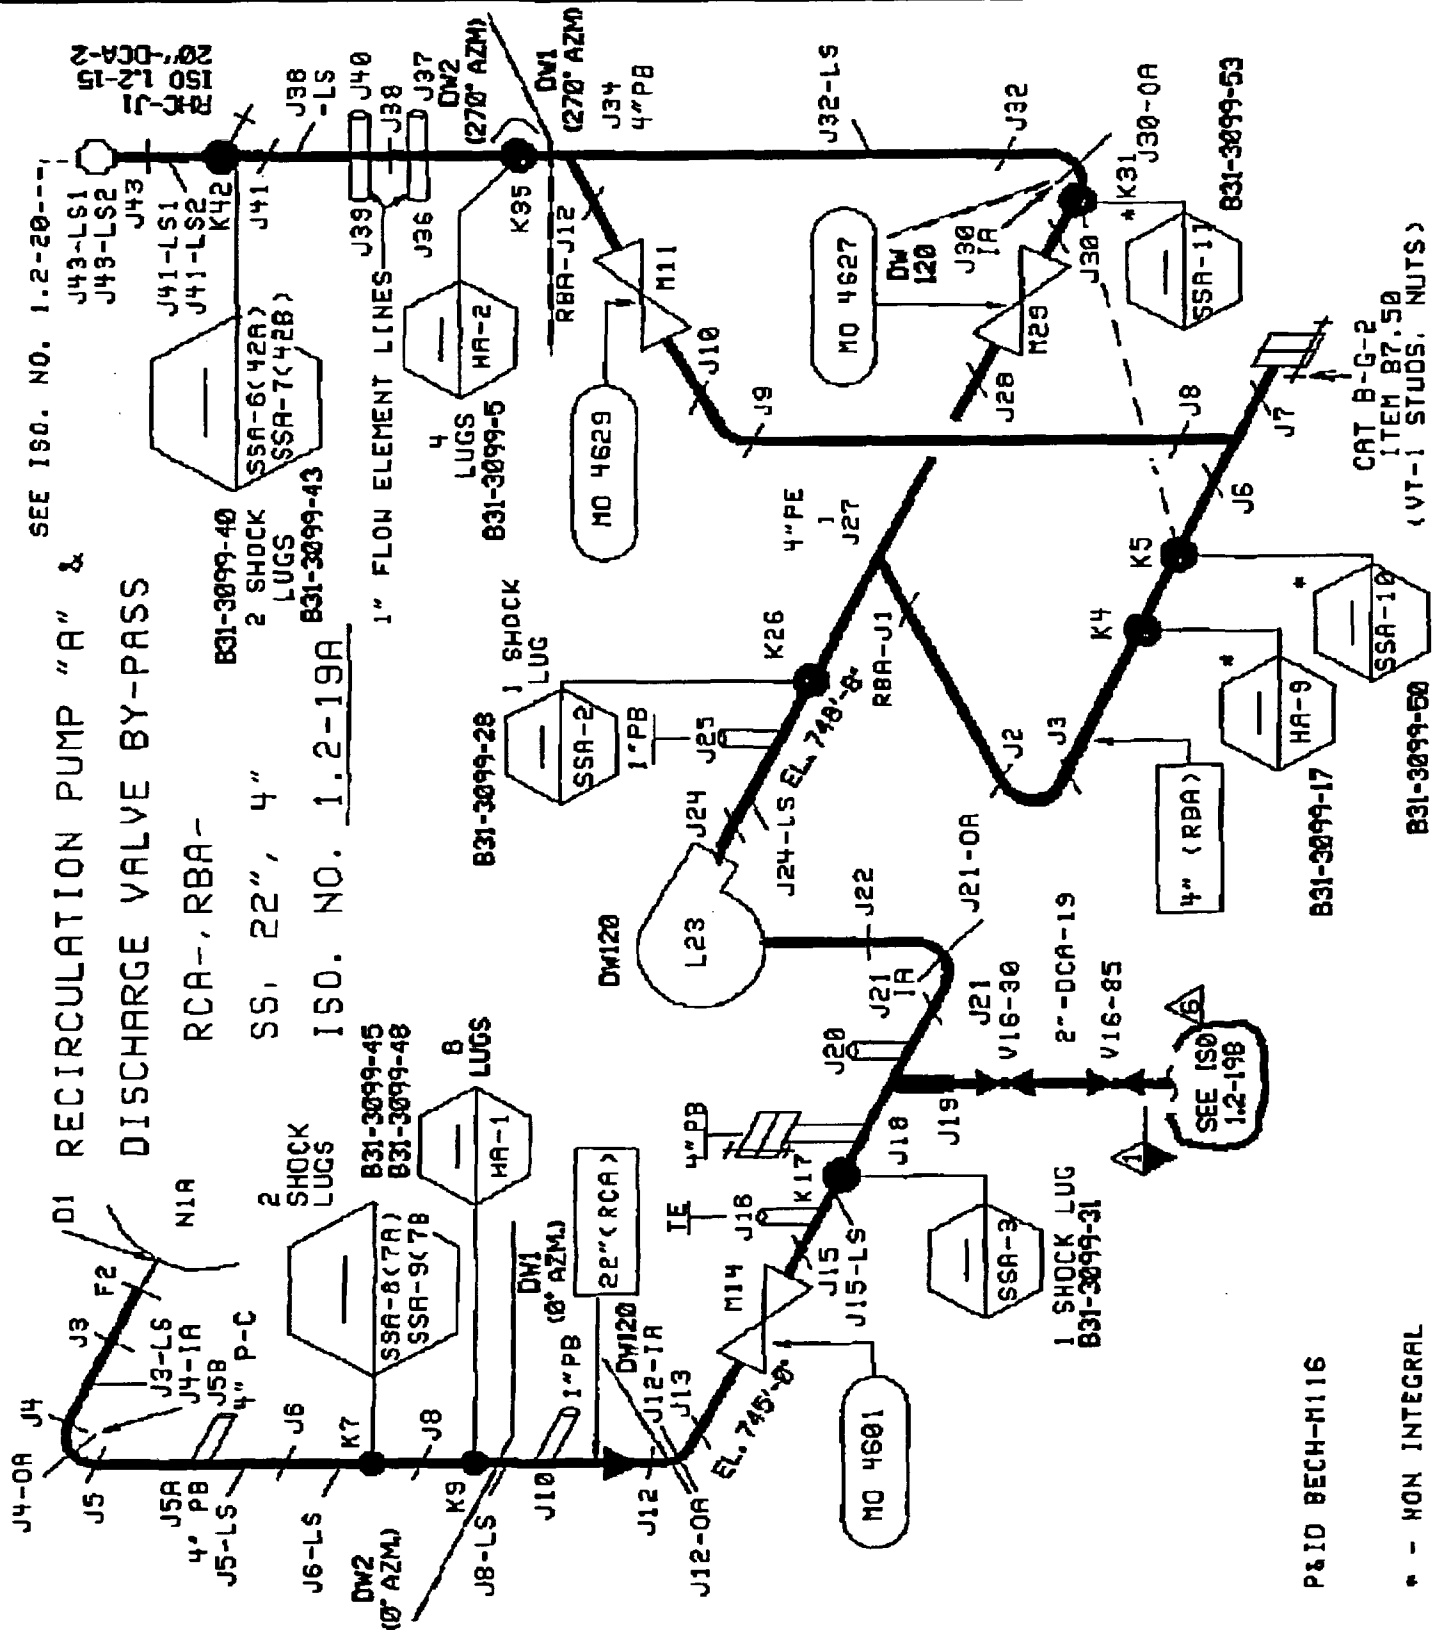 SEE ISO. NO. 1.2-20
RECIRCULATION PUMP "A" &
DISCHARGE VALVE BY-PASS
RCA-, RBA-
SS, 22", 4"
ISO. NO. 1.2-19A
RHC-J1
ISO 1.2-15
20"-DCA-2
J43-LS1
J43-LS2
J43
J41-LS1
J41-LS2
K42
J41
J38
-LS
J39
J40
J38
J36
J37
1" FLOW ELEMENT LINES
SSA-6(42A)
SSA-7(42B)
B31-3099-40
2 SHOCK
LUGS
B31-3099-43
DW2
(270° AZM)
K35
DW1
(270° AZM)
HA-2
4
LUGS
B31-3099-5
J34
4"PB
RBA-J12
M11
MO 4629
J10
J9
J32-LS
J32
J30-OA
K31
*
J30
IA
DW
120
J30
SSA-11
B31-3099-53
MO 4627
M29
J28
J8
J7
J6
CAT B-G-2
ITEM B7.50
(VT-1 STUDS, NUTS)
4"PE
1
J27
K5
K4
*
SSA-10
B31-3099-50
*
HA-9
B31-3099-17
4" (RBA)
K26
1 SHOCK
LUG
SSA-2
B31-3099-28
1"PB
J25
EL. 748'-8"
RBA-J1
J2
J3
J24
J24-LS
DW120
L23
J22
J21-OA
J21
IA
J21
J20
V16-30
2"-DCA-19
V16-85
6
SEE ISO
1.2-19B
1
J19
J18
4"PB
K17
TE
J16
J15
J15-LS
SSA-3
1 SHOCK LUG
B31-3099-31
M14
MO 4601
EL. 745'-0"
J13
J12-IA
DW120
J12
J12-OA
22"(RCA)
1"PB
J10
DW1
(0° AZM.)
DW2
(0° AZM.)
J8-LS
K9
HA-1
8
LUGS
J8
K7
SSA-8(7A)
SSA-9(7B
2
SHOCK
LUGS
B31-3099-45
B31-3099-48
J6
J6-LS
J5-LS
J5A
4" PB
J5B
4" P-C
J5
J4-OA
J4
J4-IA
J3-LS
J3
F2
D1
N1A
P&ID BECH-M116
* - NON INTEGRAL